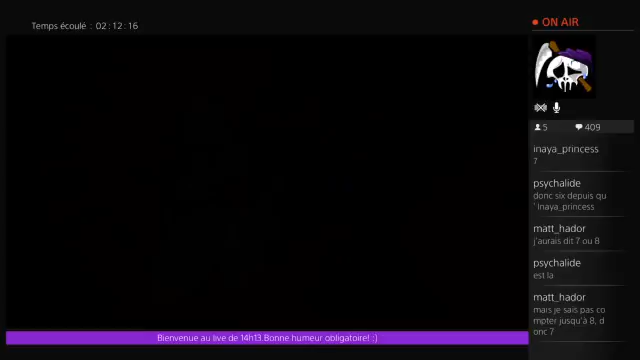 Temps écoulé : 02:12:16
ON AIR
5 409
inaya_princess
7
psychalide
donc six depuis qu
' Inaya_princess
matt_hador
j'aurais dit 7 ou 8
psychalide
est la
matt_hador
mais je sais pas co
mpter jusqu'à 8, d
onc 7
Bienvenue au live de 14h13.Bonne humeur obligatoire! :)